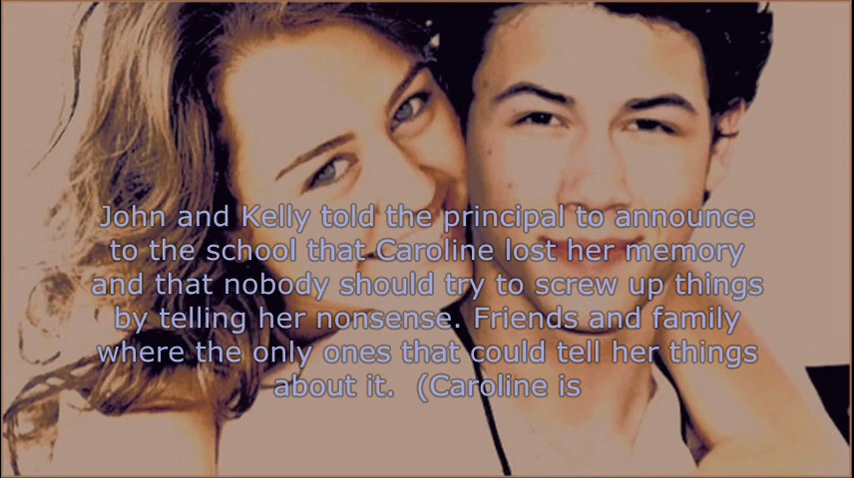 John and Kelly told the principal to announce
to the school that Caroline lost her memory
and that nobody should try to screw up things
by telling her nonsense. Friends and family
where the only ones that could tell her things
about it.  (Caroline is